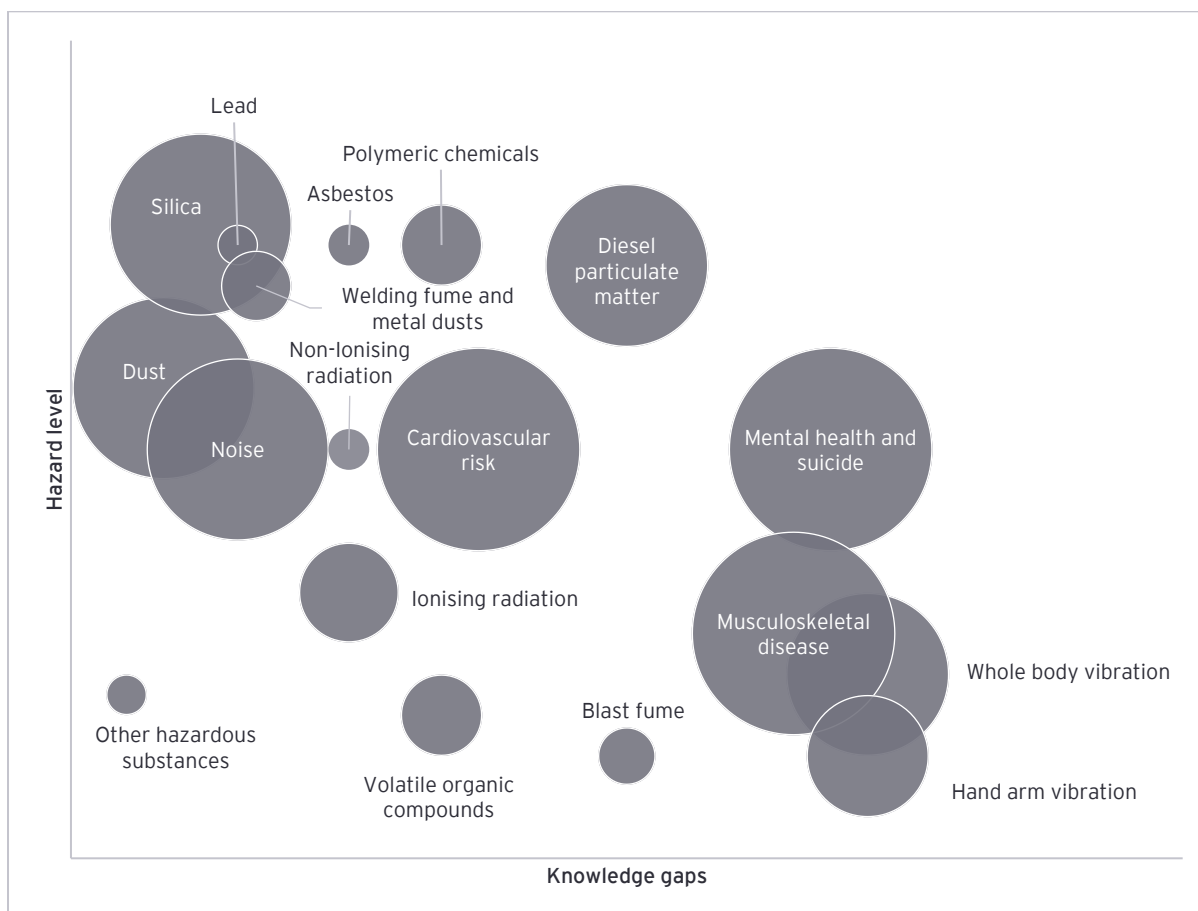 Lead
Polymeric chemicals
Asbestos
Silica
Diesel
particulate
matter
Welding fume and
metal dusts
Non-Ionising
radiation
Dust
Noise
Cardiovascular
risk
Mental health and
suicide
Hazard level
Ionising radiation
Musculoskeletal
disease
Whole body vibration
Blast fume
Other hazardous
substances
Volatile organic
compounds
Hand arm vibration
Knowledge gaps